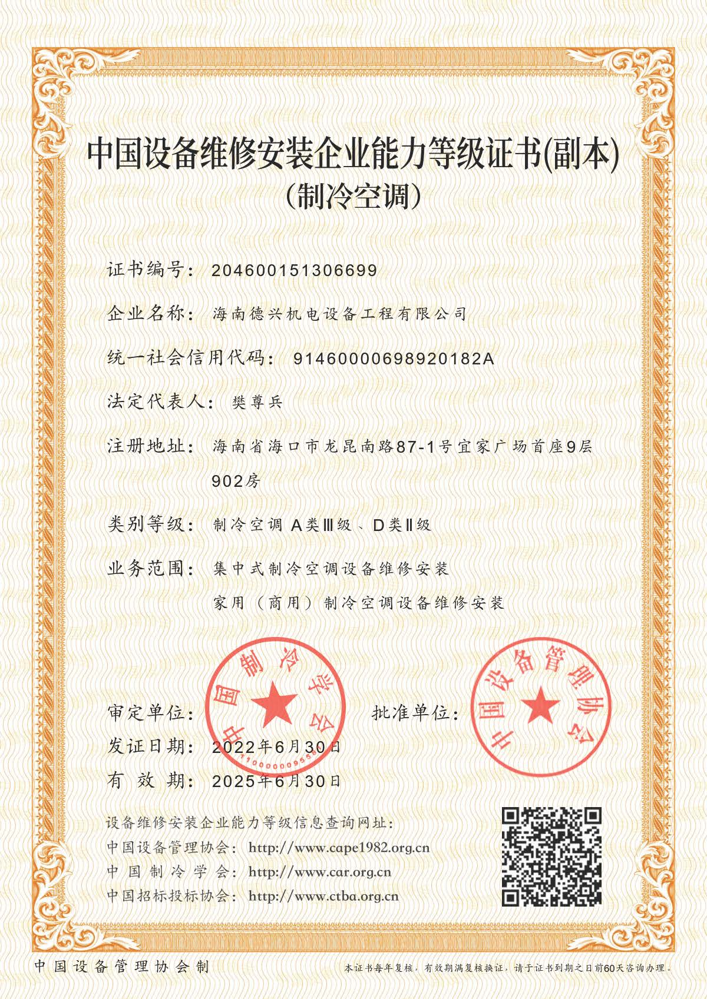 中国设备维修安装企业能力等级证书(副本)
（制冷空调）
证书编号： 204600151306699
企业名称： 海南德兴机电设备工程有限公司
统一社会信用代码： 91460000698920182A
法定代表人： 樊尊兵
注册地址： 海南省海口市龙昆南路87-1号宜家广场首座9层
902房
类别等级： 制冷空调 A类Ⅲ级、D类Ⅱ级
业务范围： 集中式制冷空调设备维修安装
家用（商用）制冷空调设备维修安装
中国制冷学会
中国设备管理协会
审定单位： 批准单位：
发证日期： 2022年6月30日
有 效 期： 2025年6月30日
设备维修安装企业能力等级信息查询网址：
中国设备管理协会： http://www.cape1982.org.cn
中 国 制 冷 学 会： http://www.car.org.cn
中国招标投标协会： http://www.ctba.org.cn
中国设备管理协会制
本证书每年复核，有效期满复核换证，请于证书到期之日前60天咨询办理。